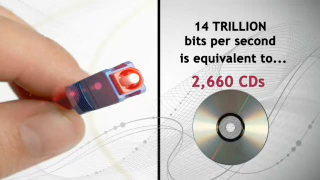 14 TRILLION
bits per second
is equivalent to...
2,660 CDs